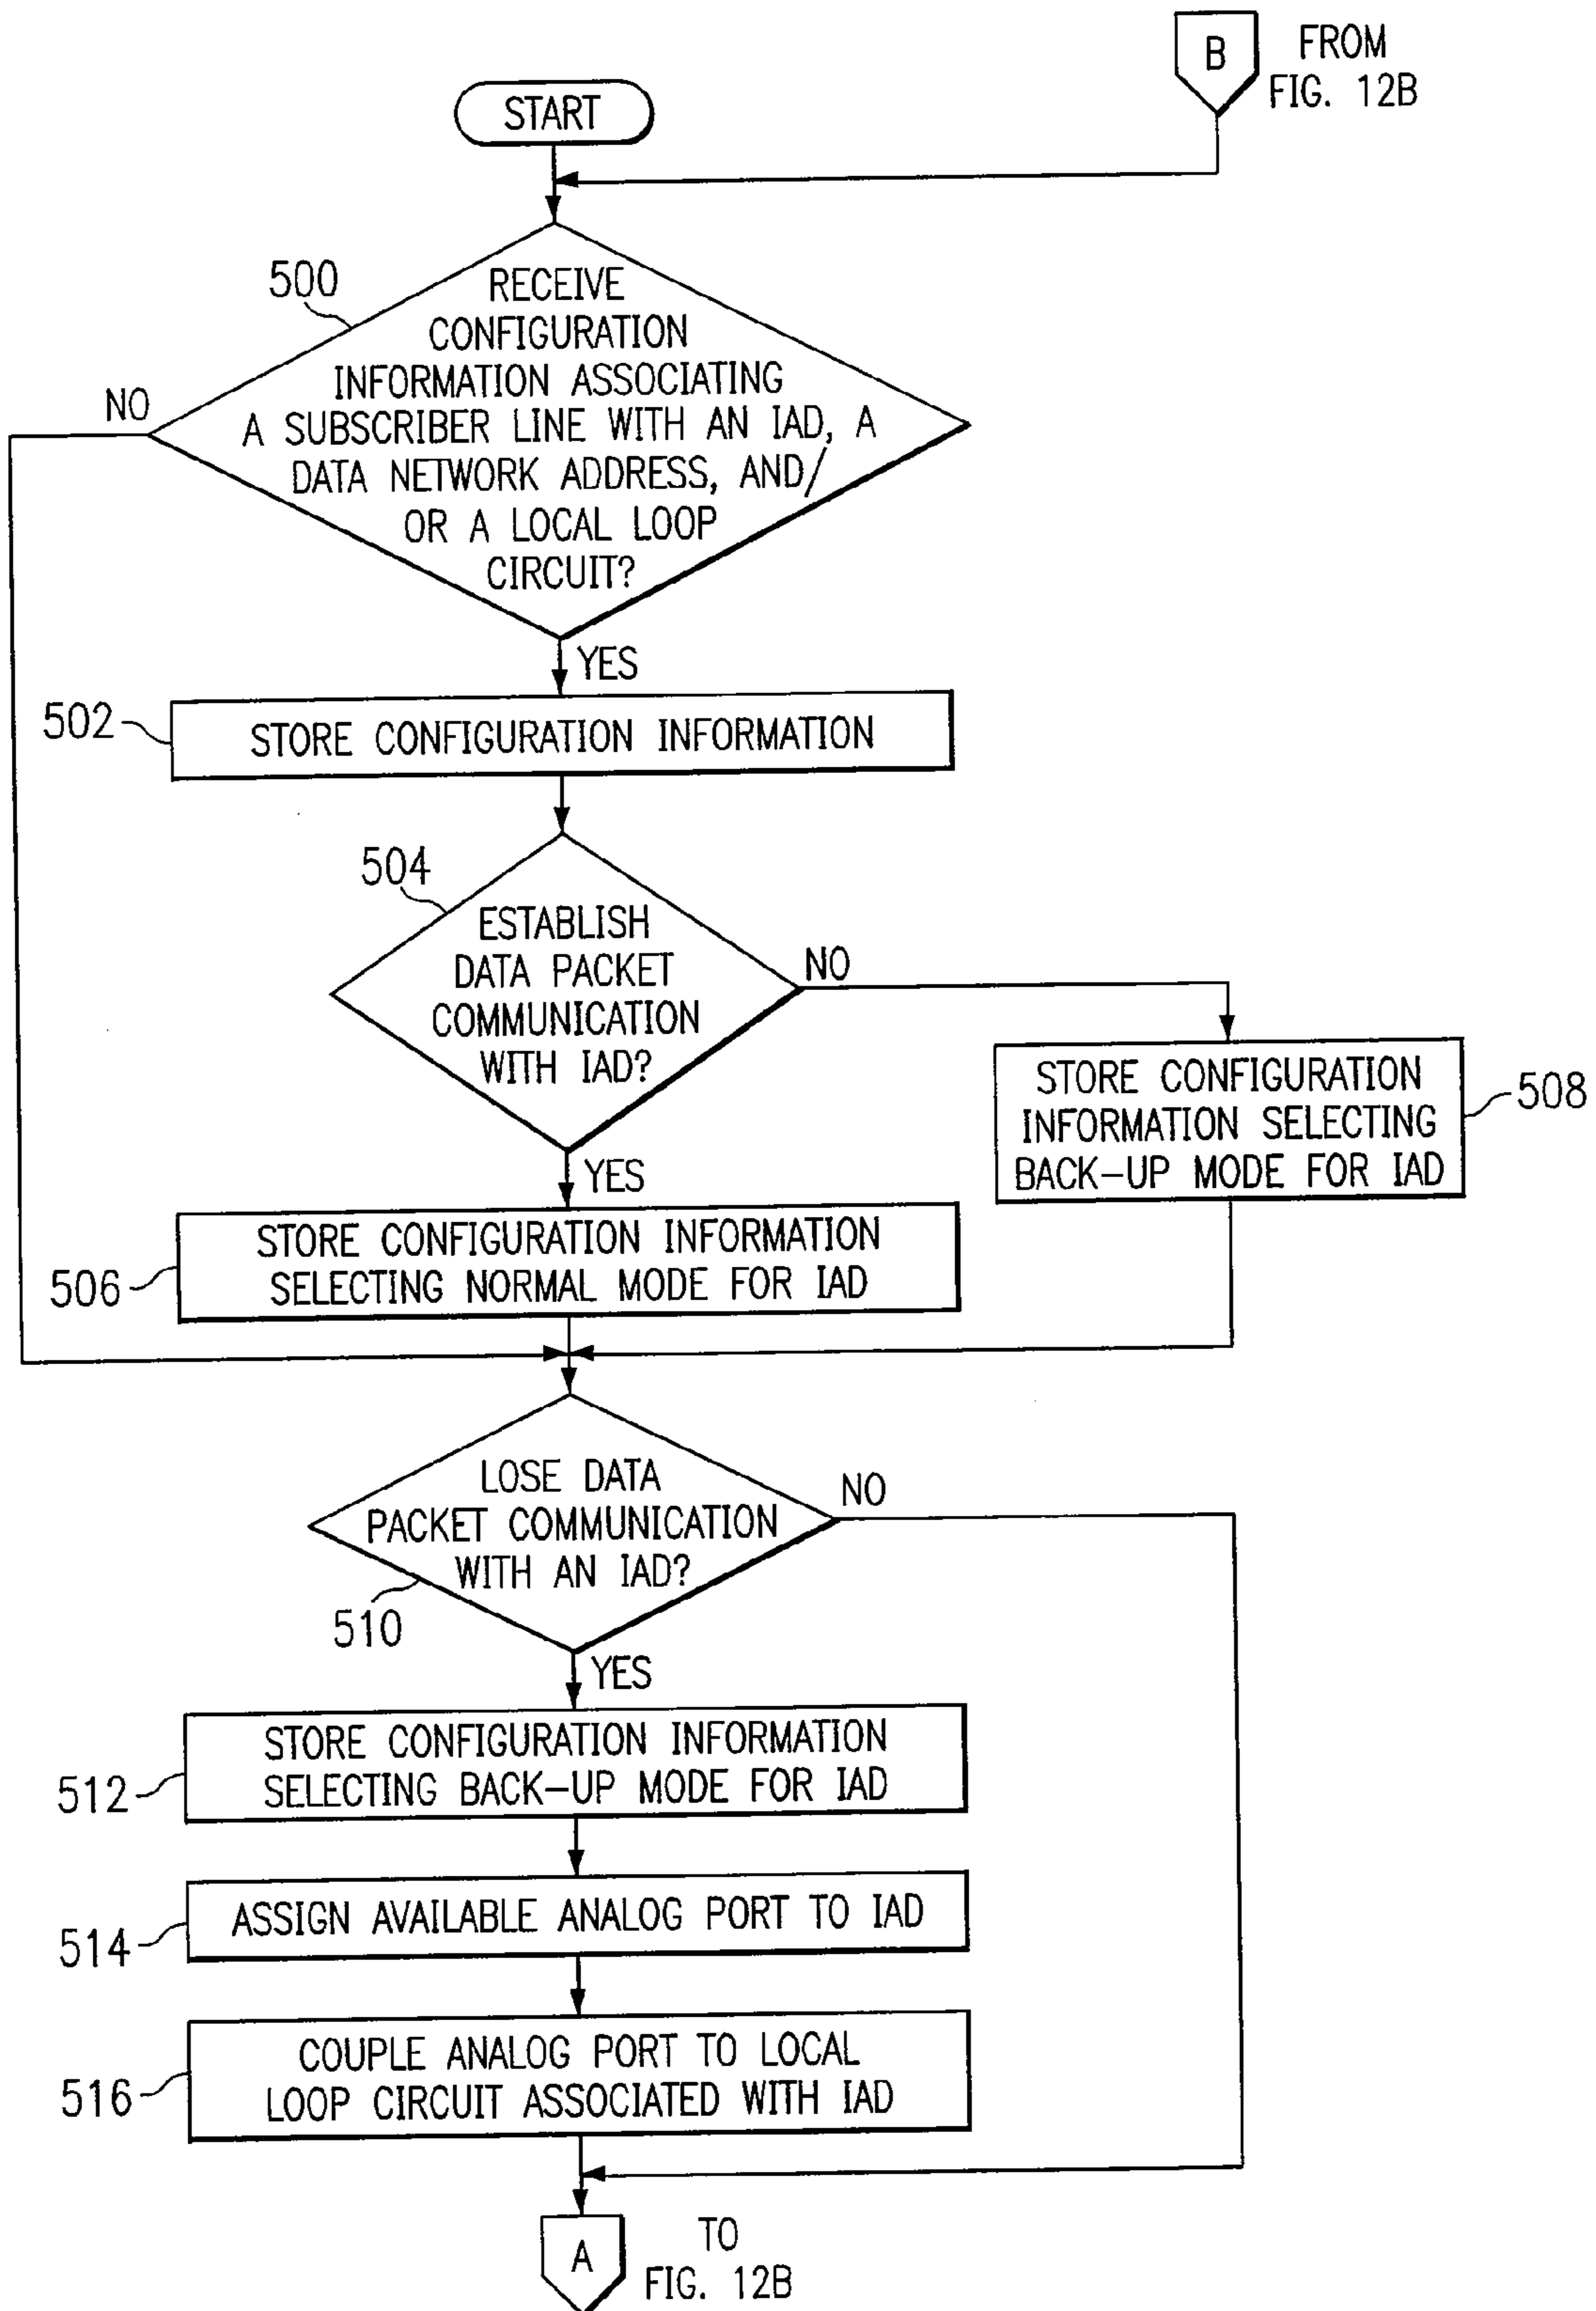 B
FROM
FIG. 12B
START
500
RECEIVE
CONFIGURATION
INFORMATION ASSOCIATING
A SUBSCRIBER LINE WITH AN IAD, A
DATA NETWORK ADDRESS, AND/
OR A LOCAL LOOP
CIRCUIT?
NO
YES
502
STORE CONFIGURATION INFORMATION
504
ESTABLISH
DATA PACKET
COMMUNICATION
WITH IAD?
NO
YES
508
STORE CONFIGURATION
INFORMATION SELECTING
BACK-UP MODE FOR IAD
506
STORE CONFIGURATION INFORMATION
SELECTING NORMAL MODE FOR IAD
LOSE DATA
PACKET COMMUNICATION
WITH AN IAD?
NO
510
YES
512
STORE CONFIGURATION INFORMATION
SELECTING BACK-UP MODE FOR IAD
514
ASSIGN AVAILABLE ANALOG PORT TO IAD
516
COUPLE ANALOG PORT TO LOCAL
LOOP CIRCUIT ASSOCIATED WITH IAD
A
TO
FIG. 12B